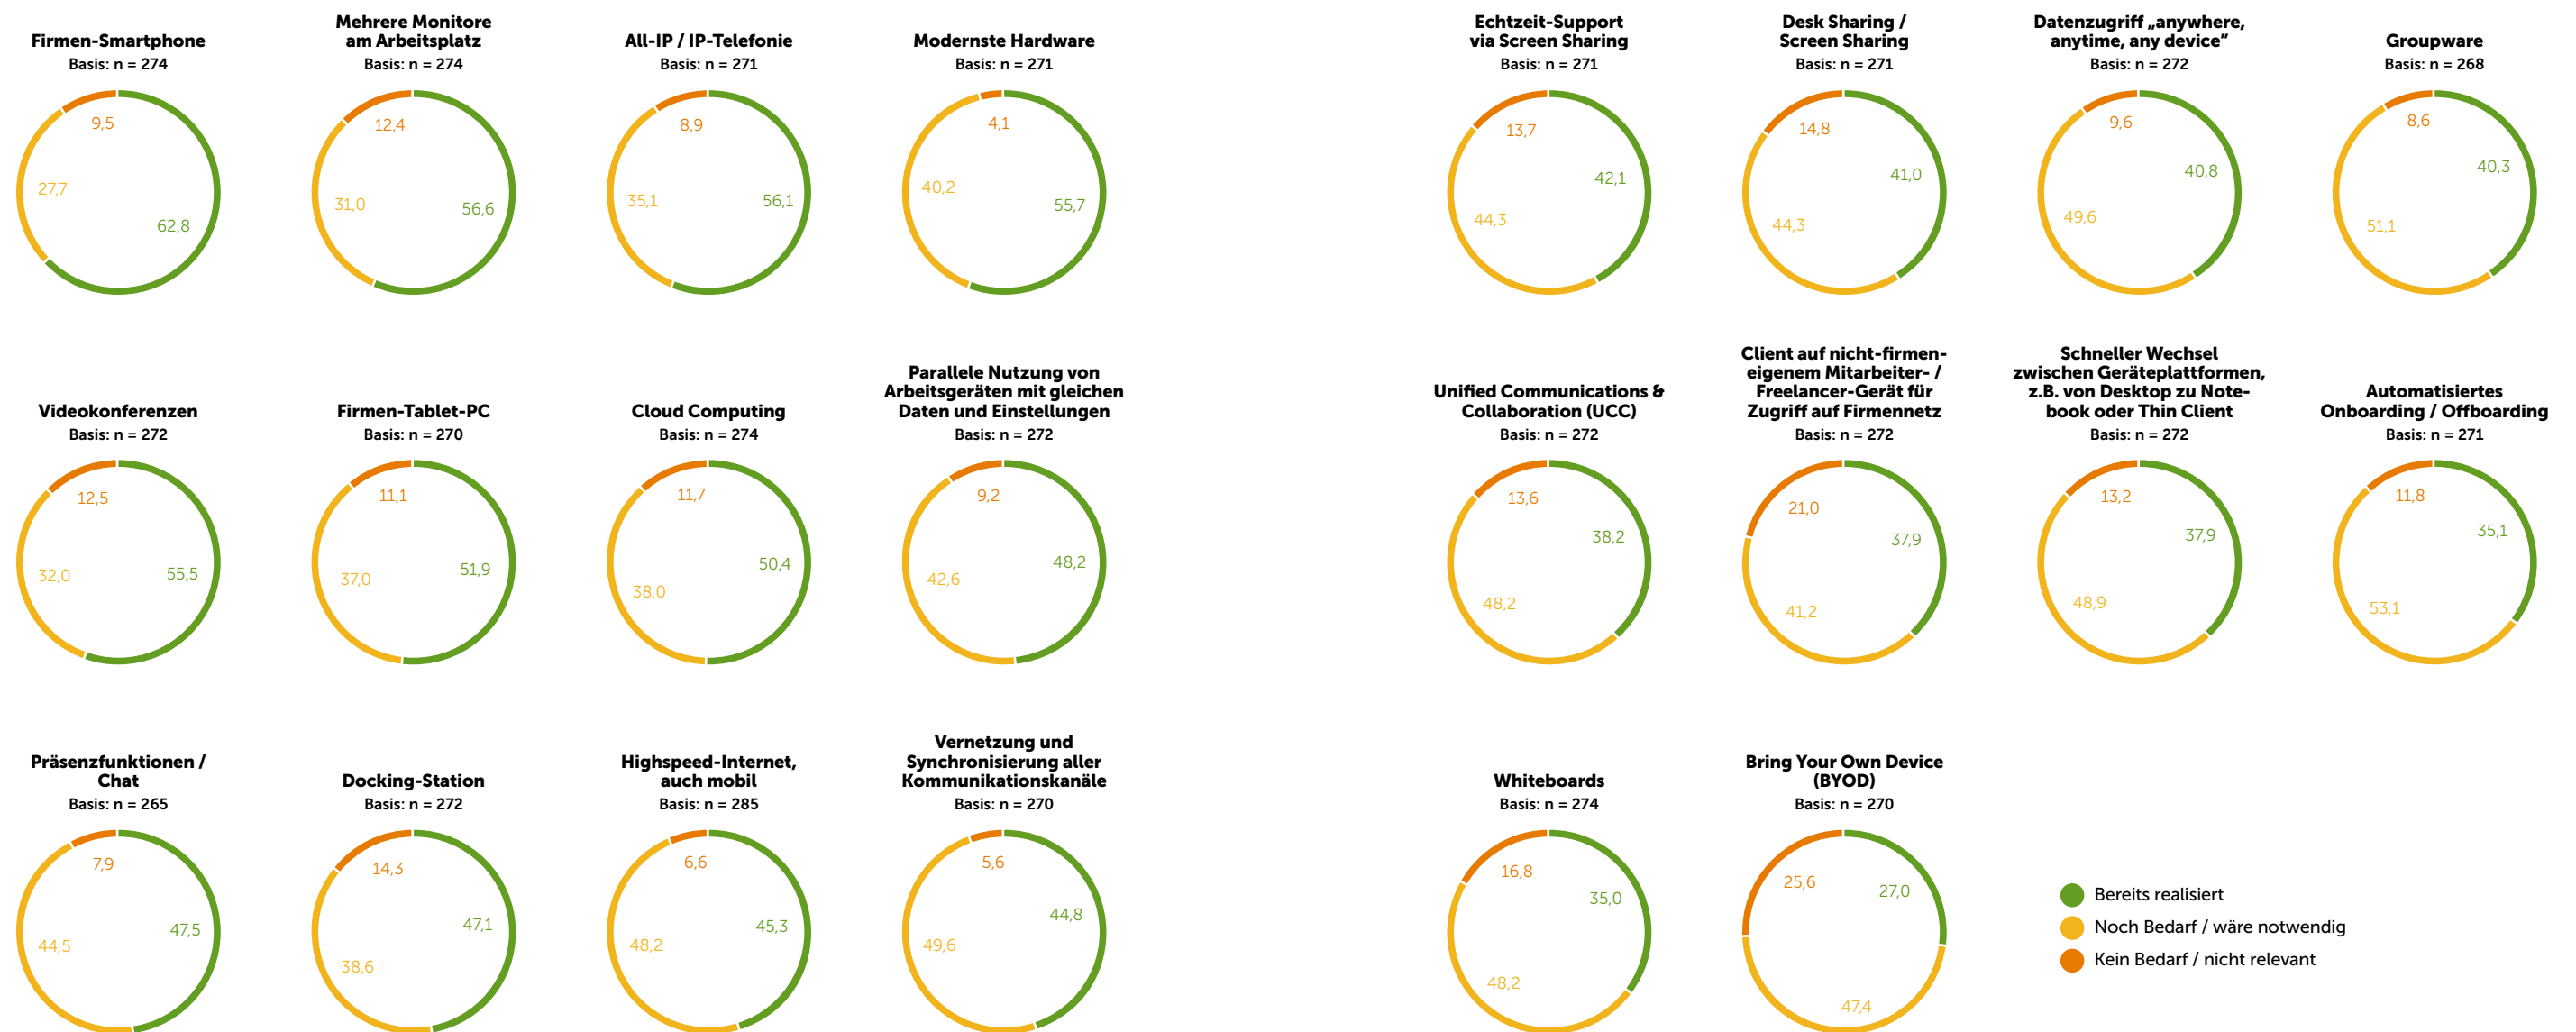 Firmen-Smartphone
Basis: n = 274
9,5
27,7
62,8
Mehrere Monitore
am Arbeitsplatz
Basis: n = 274
12,4
31,0
56,6
All-IP / IP-Telefonie
Basis: n = 271
8,9
35,1
56,1
Modernste Hardware
Basis: n = 271
4,1
40,2
55,7
Echtzeit-Support
via Screen Sharing
Basis: n = 271
13,7
42,1
44,3
Desk Sharing /
Screen Sharing
Basis: n = 271
14,8
41,0
44,3
Datenzugriff „anywhere,
anytime, any device”
Basis: n = 272
9,6
40,8
49,6
Groupware
Basis: n = 268
8,6
40,3
51,1
Videokonferenzen
Basis: n = 272
12,5
32,0
55,5
Firmen-Tablet-PC
Basis: n = 270
11,1
37,0
51,9
Cloud Computing
Basis: n = 274
11,7
38,0
50,4
Parallele Nutzung von
Arbeitsgeräten mit gleichen
Daten und Einstellungen
Basis: n = 272
9,2
42,6
48,2
Unified Communications &
Collaboration (UCC)
Basis: n = 272
13,6
38,2
48,2
Client auf nicht-firmen-
eigenem Mitarbeiter- /
Freelancer-Gerät für
Zugriff auf Firmennetz
Basis: n = 272
21,0
37,9
41,2
Schneller Wechsel
zwischen Geräteplattformen,
z.B. von Desktop zu Note-
book oder Thin Client
Basis: n = 272
13,2
37,9
48,9
Automatisiertes
Onboarding / Offboarding
Basis: n = 271
11,8
35,1
53,1
Präsenzfunktionen /
Chat
Basis: n = 265
7,9
44,5
47,5
Docking-Station
Basis: n = 272
14,3
38,6
47,1
Highspeed-Internet,
auch mobil
Basis: n = 285
6,6
48,2
45,3
Vernetzung und
Synchronisierung aller
Kommunikationskanäle
Basis: n = 270
5,6
49,6
44,8
Whiteboards
Basis: n = 274
16,8
35,0
48,2
Bring Your Own Device
(BYOD)
Basis: n = 270
25,6
27,0
47,4
Bereits realisiert
Noch Bedarf / wäre notwendig
Kein Bedarf / nicht relevant